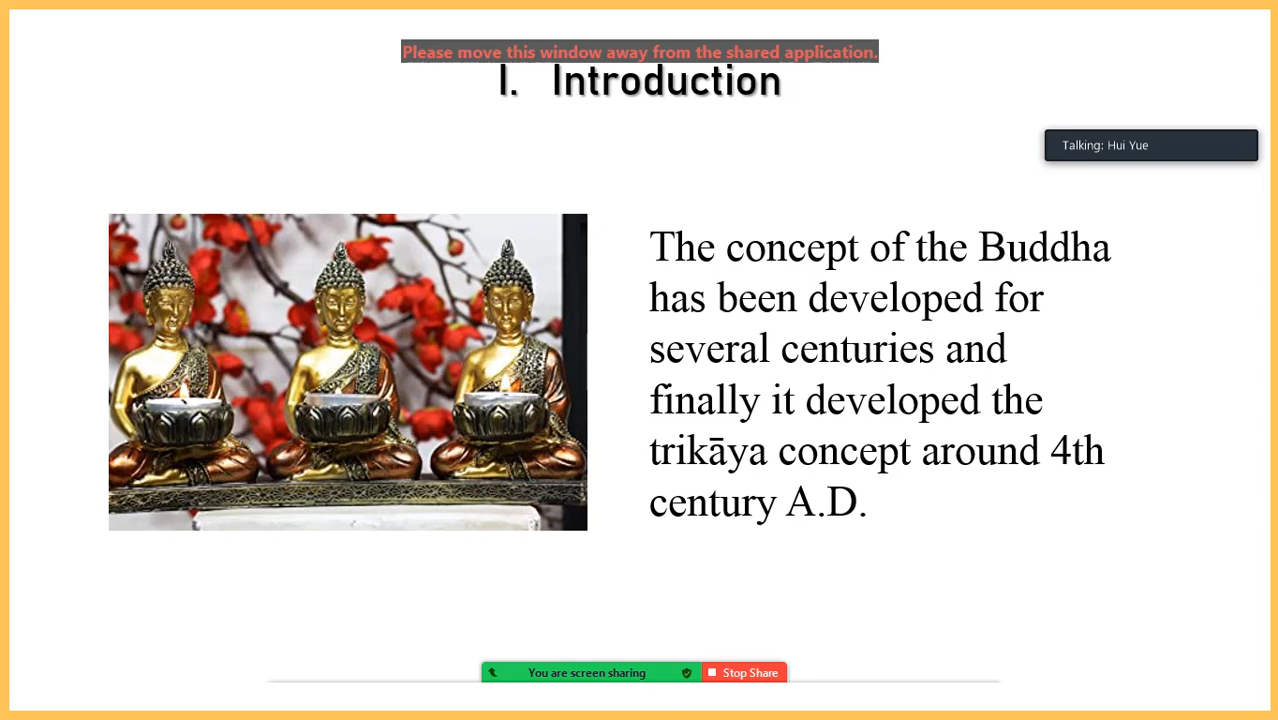 Please move this window away from the shared application.
I. Introduction
Talking: Hui Yue
The concept of the Buddha
has been developed for
several centuries and
finally it developed the
trikāya concept around 4th
century A.D.
You are screen sharing
Stop Share